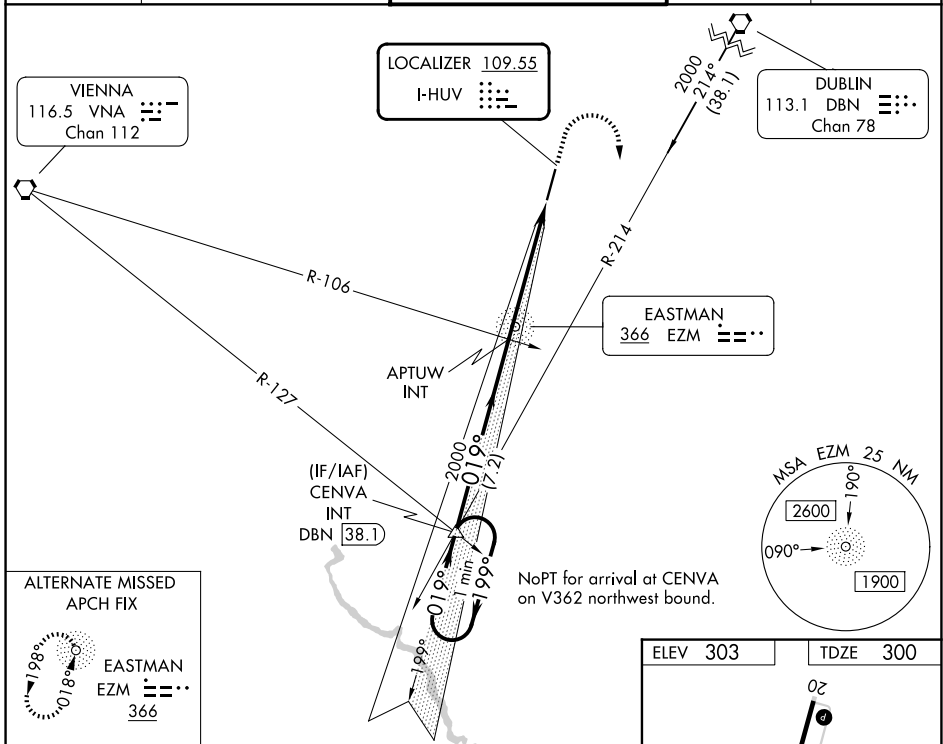 LOCALIZER 109.55
I-HUV
VIENNA
116.5 VNA
Chan 112
2000
214°
(38.1)
DUBLIN
113.1 DBN
Chan 78
R-106
R-214
EASTMAN
366 EZM
APTUW
INT
R-127
2000
019°
(7.2)
(IF/IAF)
CENVA
INT
DBN 38.1
019°
1 min
199°
199°
NoPT for arrival at CENVA
on V362 northwest bound.
MSA EZM 25 NM
190°
2600
090°
1900
ALTERNATE MISSED
APCH FIX
198°
018°
EASTMAN
EZM
366
ELEV 303
TDZE 300
20
P